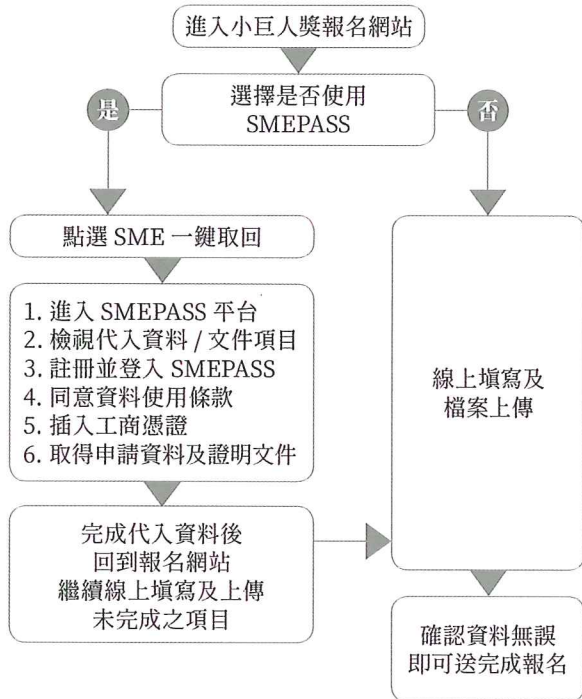 進入小巨人獎報名網站
選擇是否使用
SMEPASS
是
否
點選 SME 一鍵取回
1. 進入 SMEPASS 平台
2. 檢視代入資料 / 文件項目
3. 註冊並登入 SMEPASS
4. 同意資料使用條款
5. 插入工商憑證
6. 取得申請資料及證明文件
線上填寫及
檔案上傳
完成代入資料後
回到報名網站
繼續線上填寫及上傳
未完成之項目
確認資料無誤
即可送完成報名